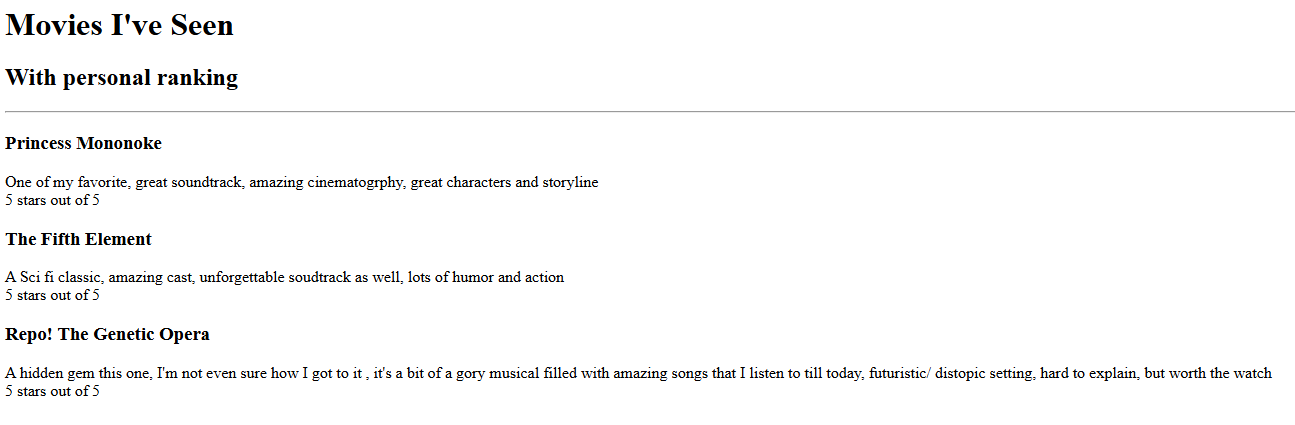 Movies I've Seen
With personal ranking
Princess Mononoke
One of my favorite, great soundtrack, amazing cinematogrphy, great characters and storyline
5 stars out of 5
The Fifth Element
A Sci fi classic, amazing cast, unforgettable soudtrack as well, lots of humor and action
5 stars out of 5
Repo! The Genetic Opera
A hidden gem this one, I'm not even sure how I got to it , it's a bit of a gory musical filled with amazing songs that I listen to till today, futuristic/ distopic setting, hard to explain, but worth the watch
5 stars out of 5